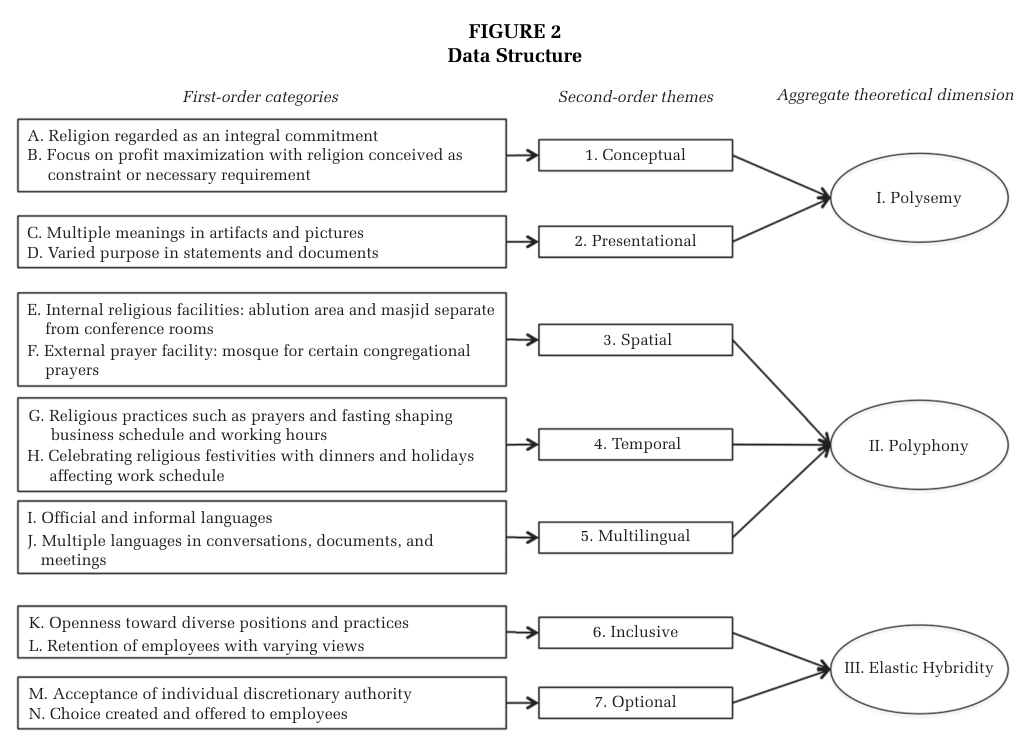 FIGURE 2
Data Structure
First-order categories
Second-order themes
Aggregate theoretical dimension
A. Religion regarded as an integral commitment
B. Focus on profit maximization with religion conceived as
constraint or necessary requirement
1. Conceptual
I. Polysemy
C. Multiple meanings in artifacts and pictures
D. Varied purpose in statements and documents
2. Presentational
E. Internal religious facilities: ablution area and masjid separate
from conference rooms
F. External prayer facility: mosque for certain congregational
prayers
3. Spatial
G. Religious practices such as prayers and fasting shaping
business schedule and working hours
H. Celebrating religious festivities with dinners and holidays
affecting work schedule
4. Temporal
II. Polyphony
I. Official and informal languages
J. Multiple languages in conversations, documents, and
meetings
5. Multilingual
K. Openness toward diverse positions and practices
L. Retention of employees with varying views
6. Inclusive
III. Elastic Hybridity
M. Acceptance of individual discretionary authority
N. Choice created and offered to employees
7. Optional